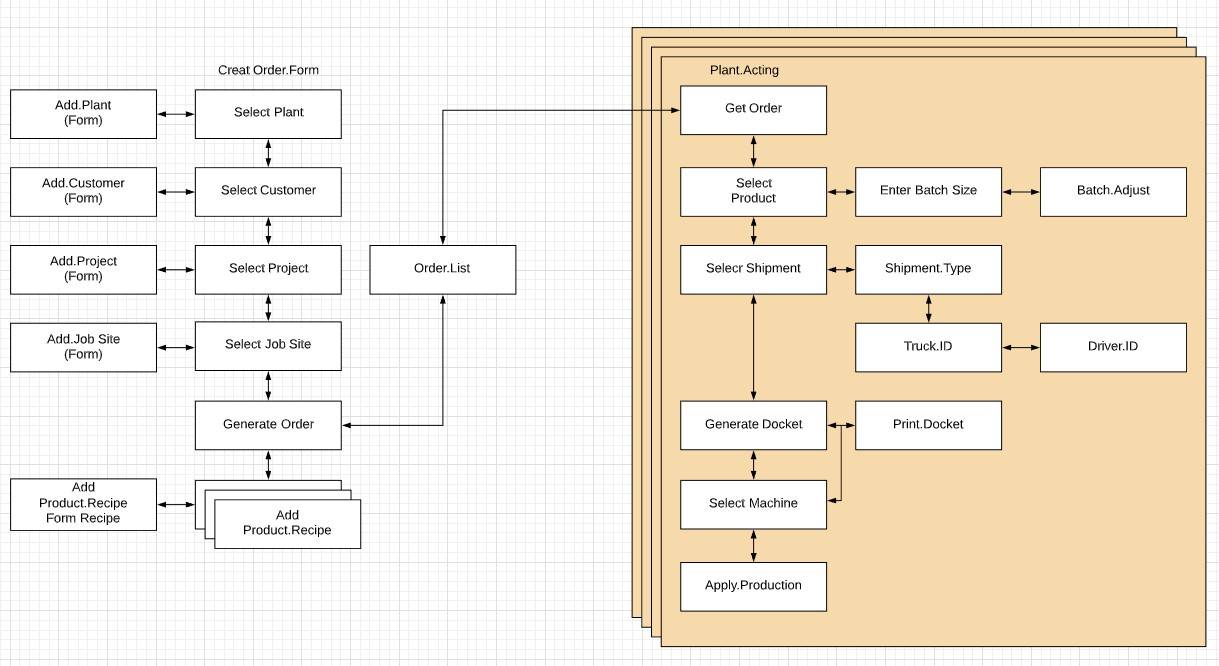 Creat Order.Form
Add.Plant
(Form)
Select Plant
Add.Customer
(Form)
Select Customer
Add.Project
(Form)
Select Project
Add.Job Site
(Form)
Select Job Site
Generate Order
Add
Product.Recipe
Form Recipe
Add
Product.Recipe
Order.List
Plant.Acting
Get Order
Select
Product
Enter Batch Size
Batch.Adjust
Selecr Shipment
Shipment.Type
Truck.ID
Driver.ID
Generate Docket
Print.Docket
Select Machine
Apply.Production